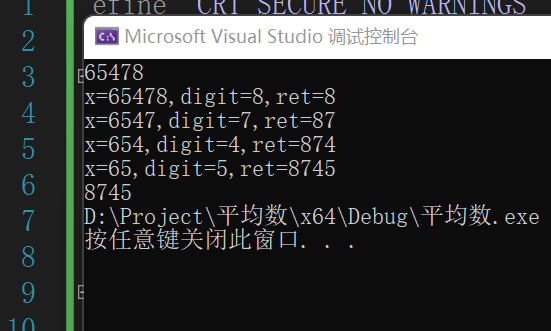 efine _CRT_SECURE_NO_WARNINGS
Microsoft Visual Studio 调试控制台
65478
x=65478,digit=8,ret=8
x=6547,digit=7,ret=87
x=654,digit=4,ret=874
x=65,digit=5,ret=8745
8745
D:\Project\平均数\x64\Debug\平均数.exe
按任意键关闭此窗口. . .
1
2
3
4
5
6
7
8
9
10